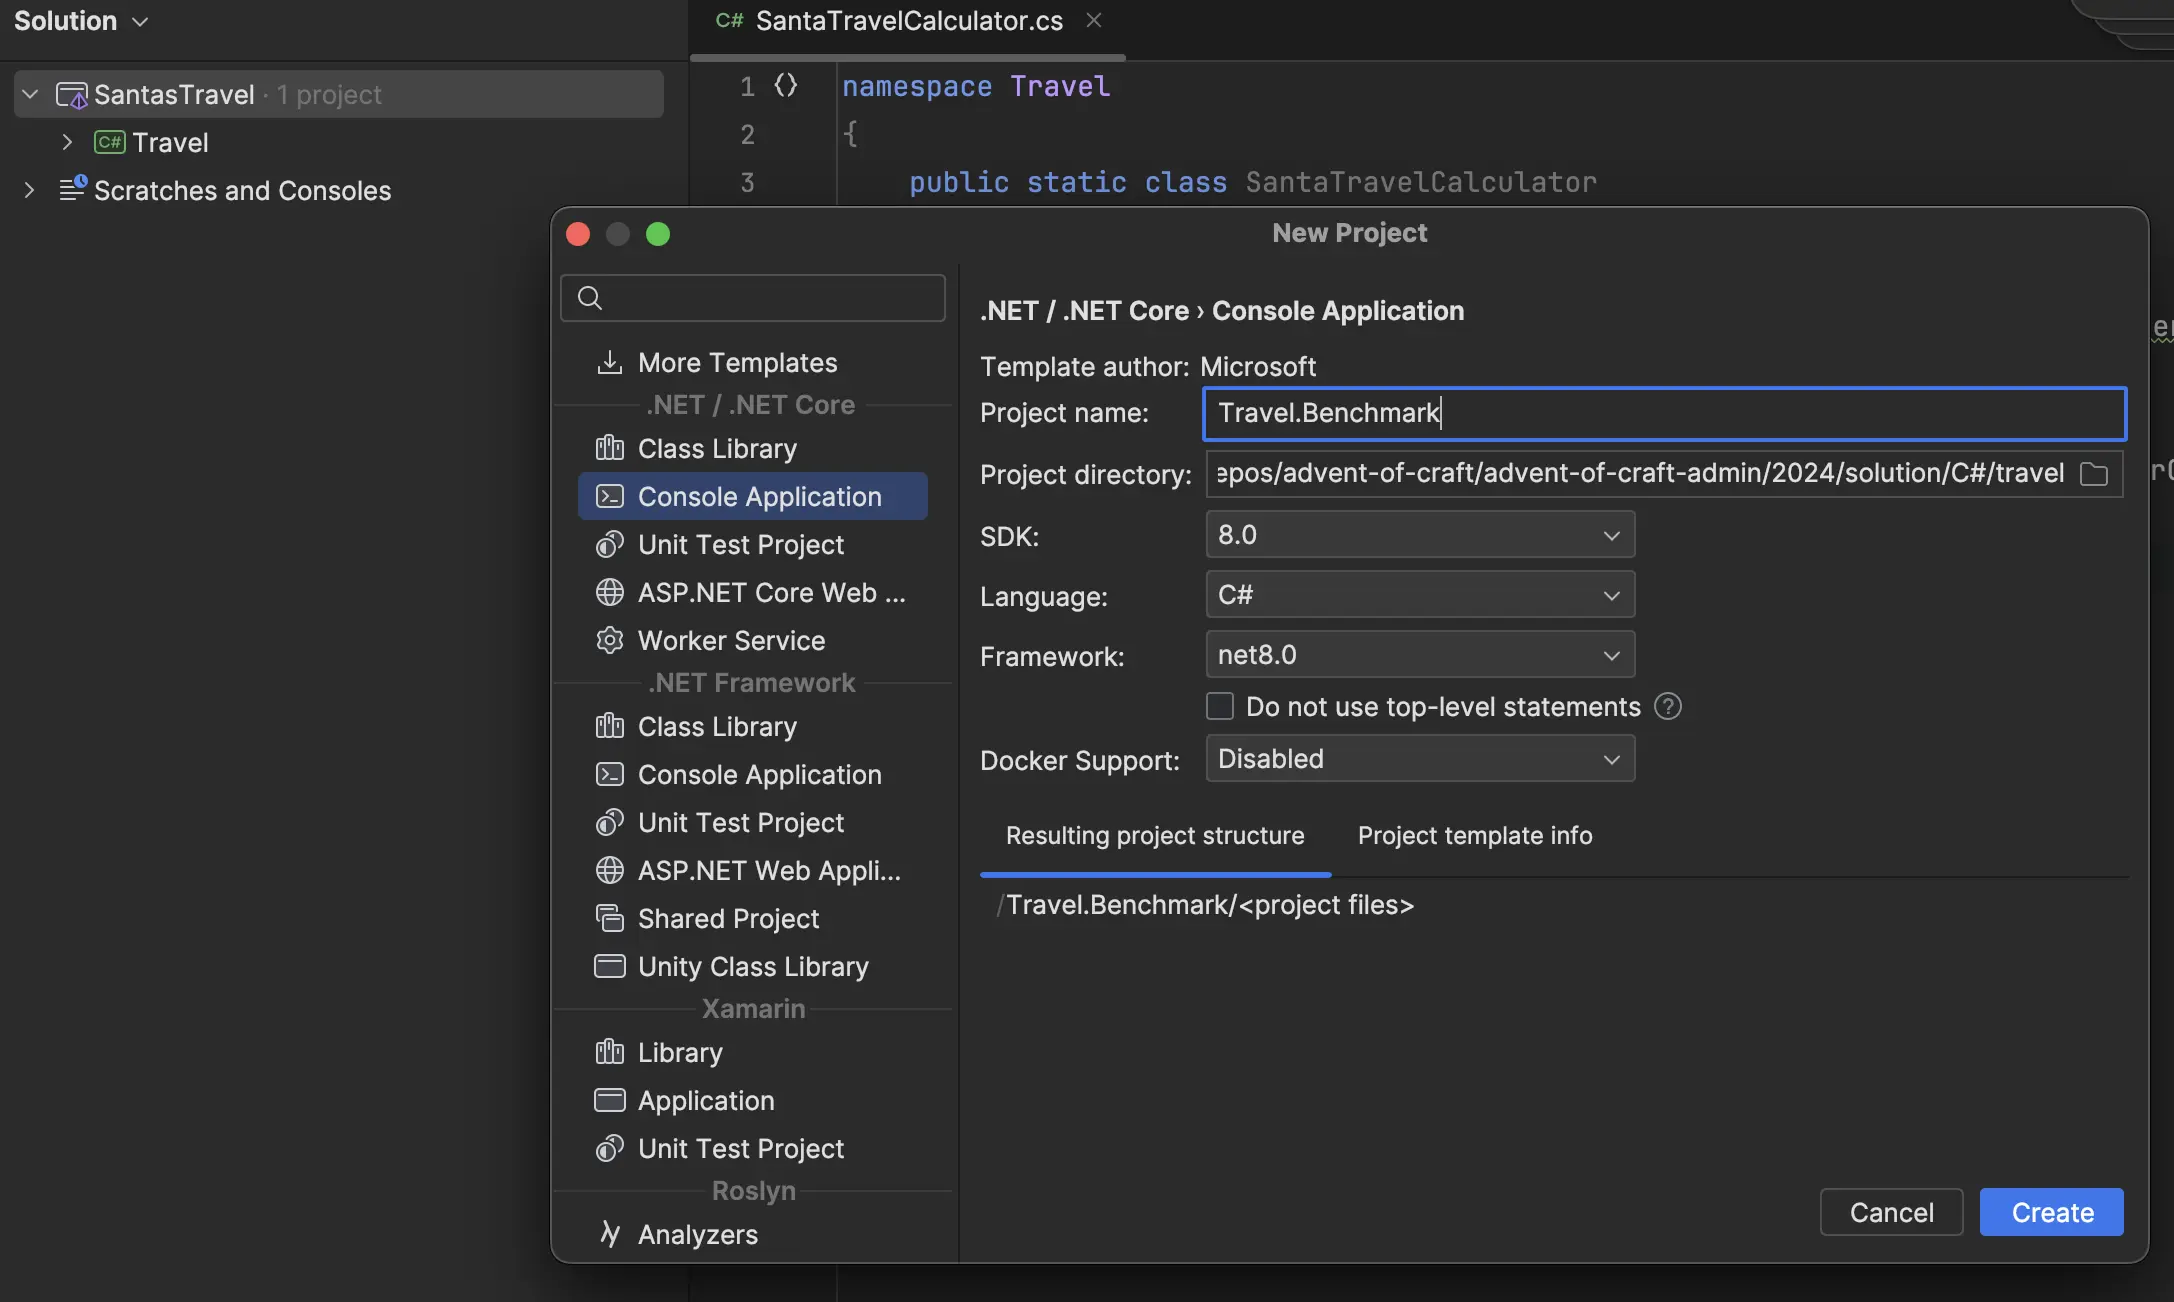 Solution
SantasTravel · 1 project
C# Travel
Scratches and Consoles
C# SantaTravelCalculator.cs
1 {} namespace Travel
2 {
3 public static class SantaTravelCalculator
New Project
More Templates
.NET / .NET Core
Class Library
Console Application
Unit Test Project
ASP.NET Core Web ...
Worker Service
.NET Framework
Class Library
Console Application
Unit Test Project
ASP.NET Web Appli...
Shared Project
Unity Class Library
Xamarin
Library
Application
Unit Test Project
Roslyn
Analyzers
.NET / .NET Core › Console Application
Template author: Microsoft
Project name: Travel.Benchmark
Project directory: epos/advent-of-craft/advent-of-craft-admin/2024/solution/C#/travel
SDK: 8.0
Language: C#
Framework: net8.0
Do not use top-level statements ?
Docker Support: Disabled
Resulting project structure Project template info
/Travel.Benchmark/<project files>
Cancel Create